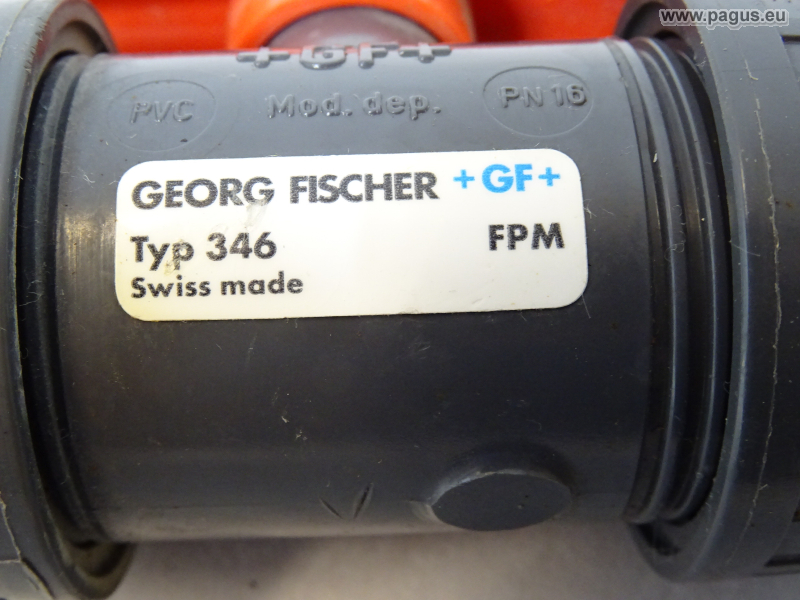 www.pagus.eu
+GF+
PVC Mod. dep. PN 16
GEORG FISCHER +GF+
Typ 346 FPM
Swiss made